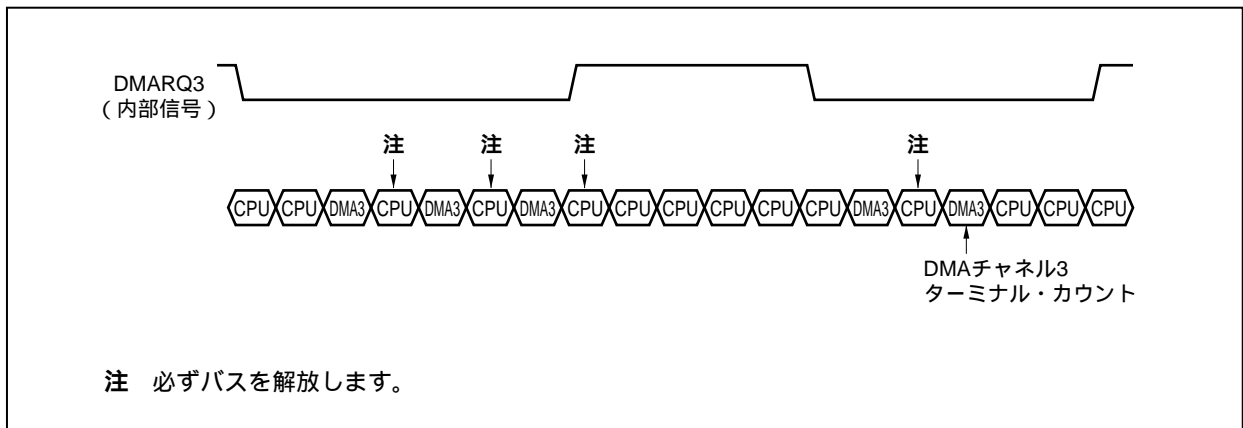 DMARQ3
（内部信号）
注 注 注 注
CPU CPU DMA3 CPU DMA3 CPU DMA3 CPU CPU CPU CPU CPU CPU DMA3 CPU DMA3 CPU CPU CPU
DMAチャネル3
ターミナル・カウント
注 必ずバスを解放します。